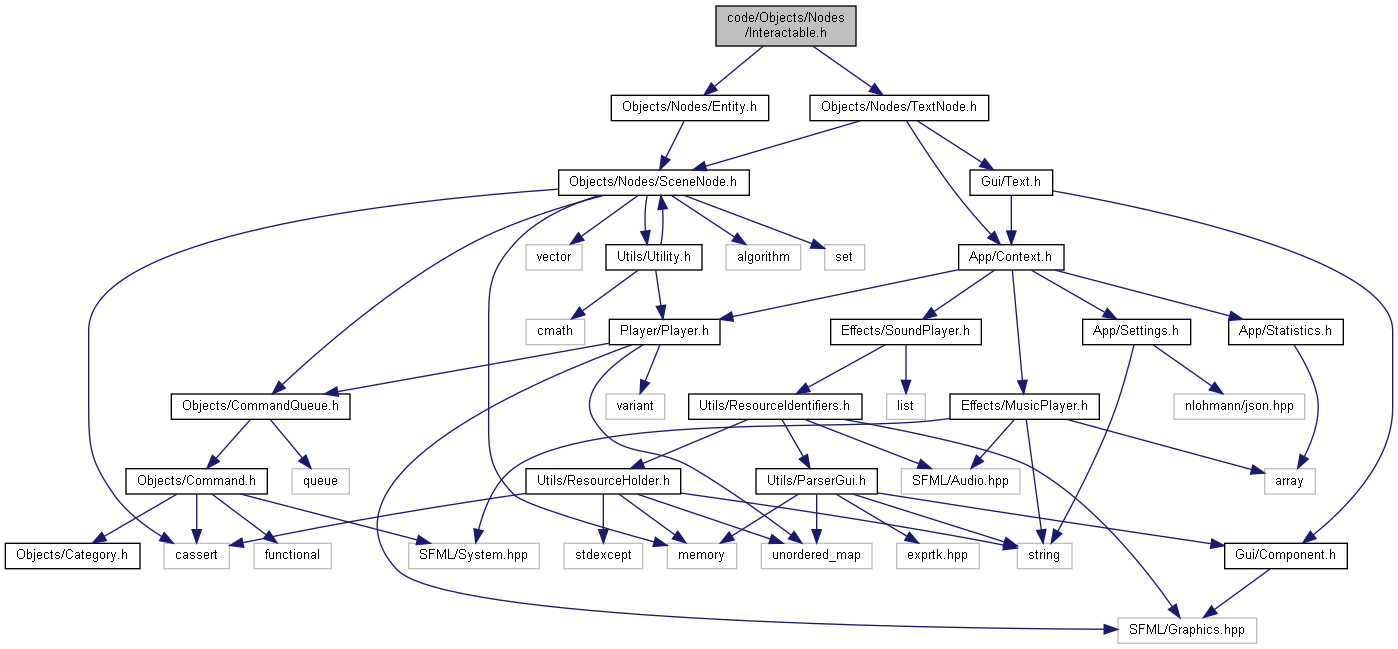 code/Objects/Nodes
/Interactable.h
Objects/Nodes/Entity.h
Objects/Nodes/TextNode.h
Objects/Nodes/SceneNode.h
Gui/Text.h
vector
Utils/Utility.h
algorithm
set
App/Context.h
cmath
Player/Player.h
Effects/SoundPlayer.h
App/Settings.h
App/Statistics.h
Objects/CommandQueue.h
variant
Utils/ResourceIdentifiers.h
list
Effects/MusicPlayer.h
nlohmann/json.hpp
Objects/Command.h
queue
Utils/ResourceHolder.h
Utils/ParserGui.h
SFML/Audio.hpp
array
Objects/Category.h
cassert
functional
SFML/System.hpp
stdexcept
memory
unordered_map
exprtk.hpp
string
Gui/Component.h
SFML/Graphics.hpp